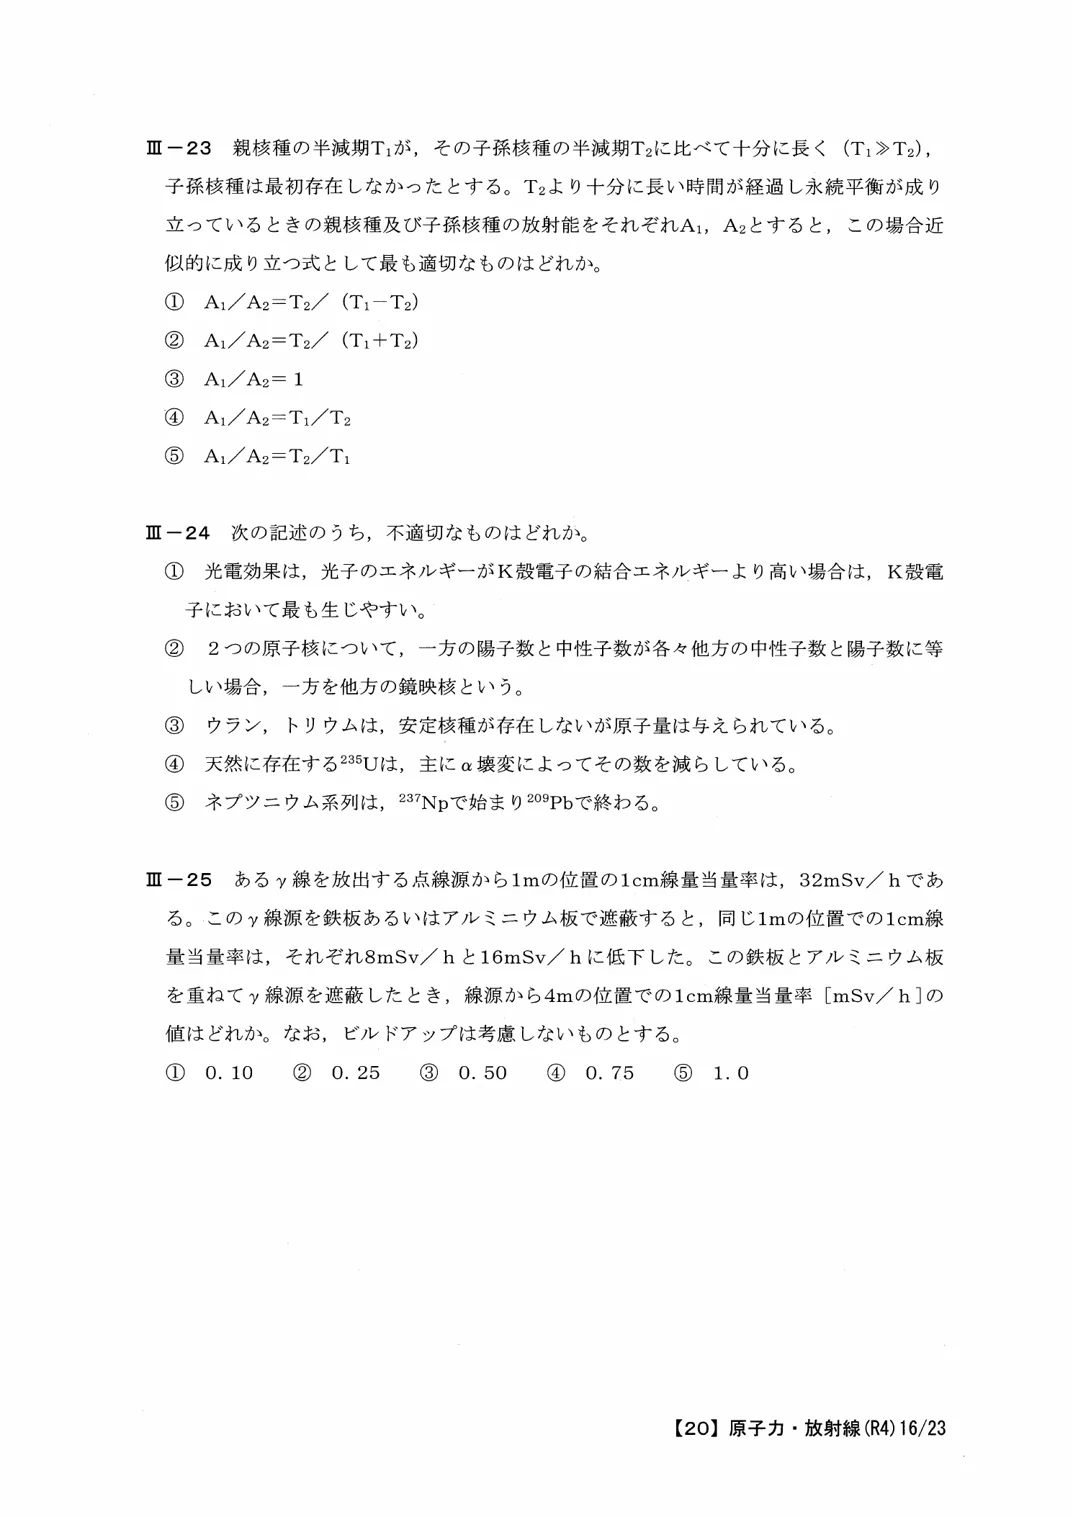 Ⅲ－23　親核種の半減期T₁が，その子孫核種の半減期T₂に比べて十分に長く（T₁≫T₂），
子孫核種は最初存在しなかったとする。T₂より十分に長い時間が経過し永続平衡が成り
立っているときの親核種及び子孫核種の放射能をそれぞれA₁，A₂とすると，この場合近
似的に成り立つ式として最も適切なものはどれか。
①　A₁／A₂＝T₂／（T₁－T₂）
②　A₁／A₂＝T₂／（T₁＋T₂）
③　A₁／A₂＝１
④　A₁／A₂＝T₁／T₂
⑤　A₁／A₂＝T₂／T₁
Ⅲ－24　次の記述のうち，不適切なものはどれか。
①　光電効果は，光子のエネルギーがK殻電子の結合エネルギーより高い場合は，K殻電
子において最も生じやすい。
②　２つの原子核について，一方の陽子数と中性子数が各々他方の中性子数と陽子数に等
しい場合，一方を他方の鏡映核という。
③　ウラン，トリウムは，安定核種が存在しないが原子量は与えられている。
④　天然に存在する²³⁵Uは，主にα壊変によってその数を減らしている。
⑤　ネプツニウム系列は，²³⁷Npで始まり²⁰⁹Pbで終わる。
Ⅲ－25　あるγ線を放出する点線源から1mの位置の1cm線量当量率は，32mSv／ｈであ
る。このγ線源を鉄板あるいはアルミニウム板で遮蔽すると，同じ1mの位置での1cm線
量当量率は，それぞれ8mSv／ｈと16mSv／ｈに低下した。この鉄板とアルミニウム板
を重ねてγ線源を遮蔽したとき，線源から4mの位置での1cm線量当量率［mSv／ｈ］の
値はどれか。なお，ビルドアップは考慮しないものとする。
①　0.10　②　0.25　③　0.50　④　0.75　⑤　1.0
【20】原子力・放射線(R4)16/23